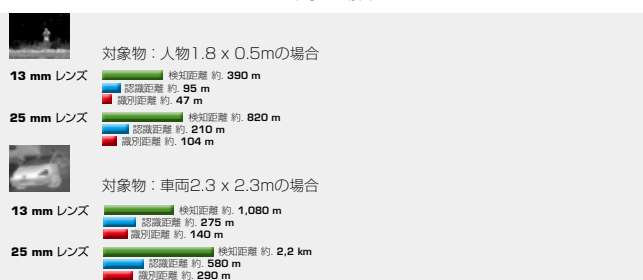 対象物：人物1.8 x 0.5mの場合
13 mm レンズ
検知距離 約. 390 m
認識距離 約. 95 m
識別距離 約. 47 m
25 mm レンズ
検知距離 約. 820 m
認識距離 約. 210 m
識別距離 約. 104 m
対象物：車両2.3 x 2.3mの場合
13 mm レンズ
検知距離 約. 1,080 m
認識距離 約. 275 m
識別距離 約. 140 m
25 mm レンズ
検知距離 約. 2,2 km
認識距離 約. 580 m
識別距離 約. 290 m